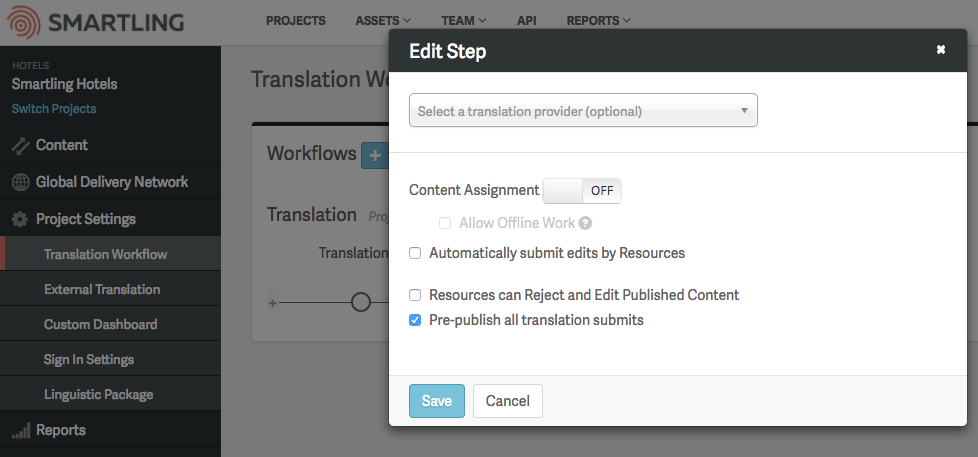 SMARTLING
PROJECTS ASSETS TEAM API REPORTS
HOTELS
Smartling Hotels
Switch Projects
Content
Global Delivery Network
Project Settings
Translation Workflow
External Translation
Custom Dashboard
Sign In Settings
Linguistic Package
Reports
Translation Wo
Workflows +
Translation Proj
Translation
+
Edit Step
Select a translation provider (optional)
Content Assignment OFF
Allow Offline Work ?
Automatically submit edits by Resources
Resources can Reject and Edit Published Content
Pre-publish all translation submits
Save Cancel